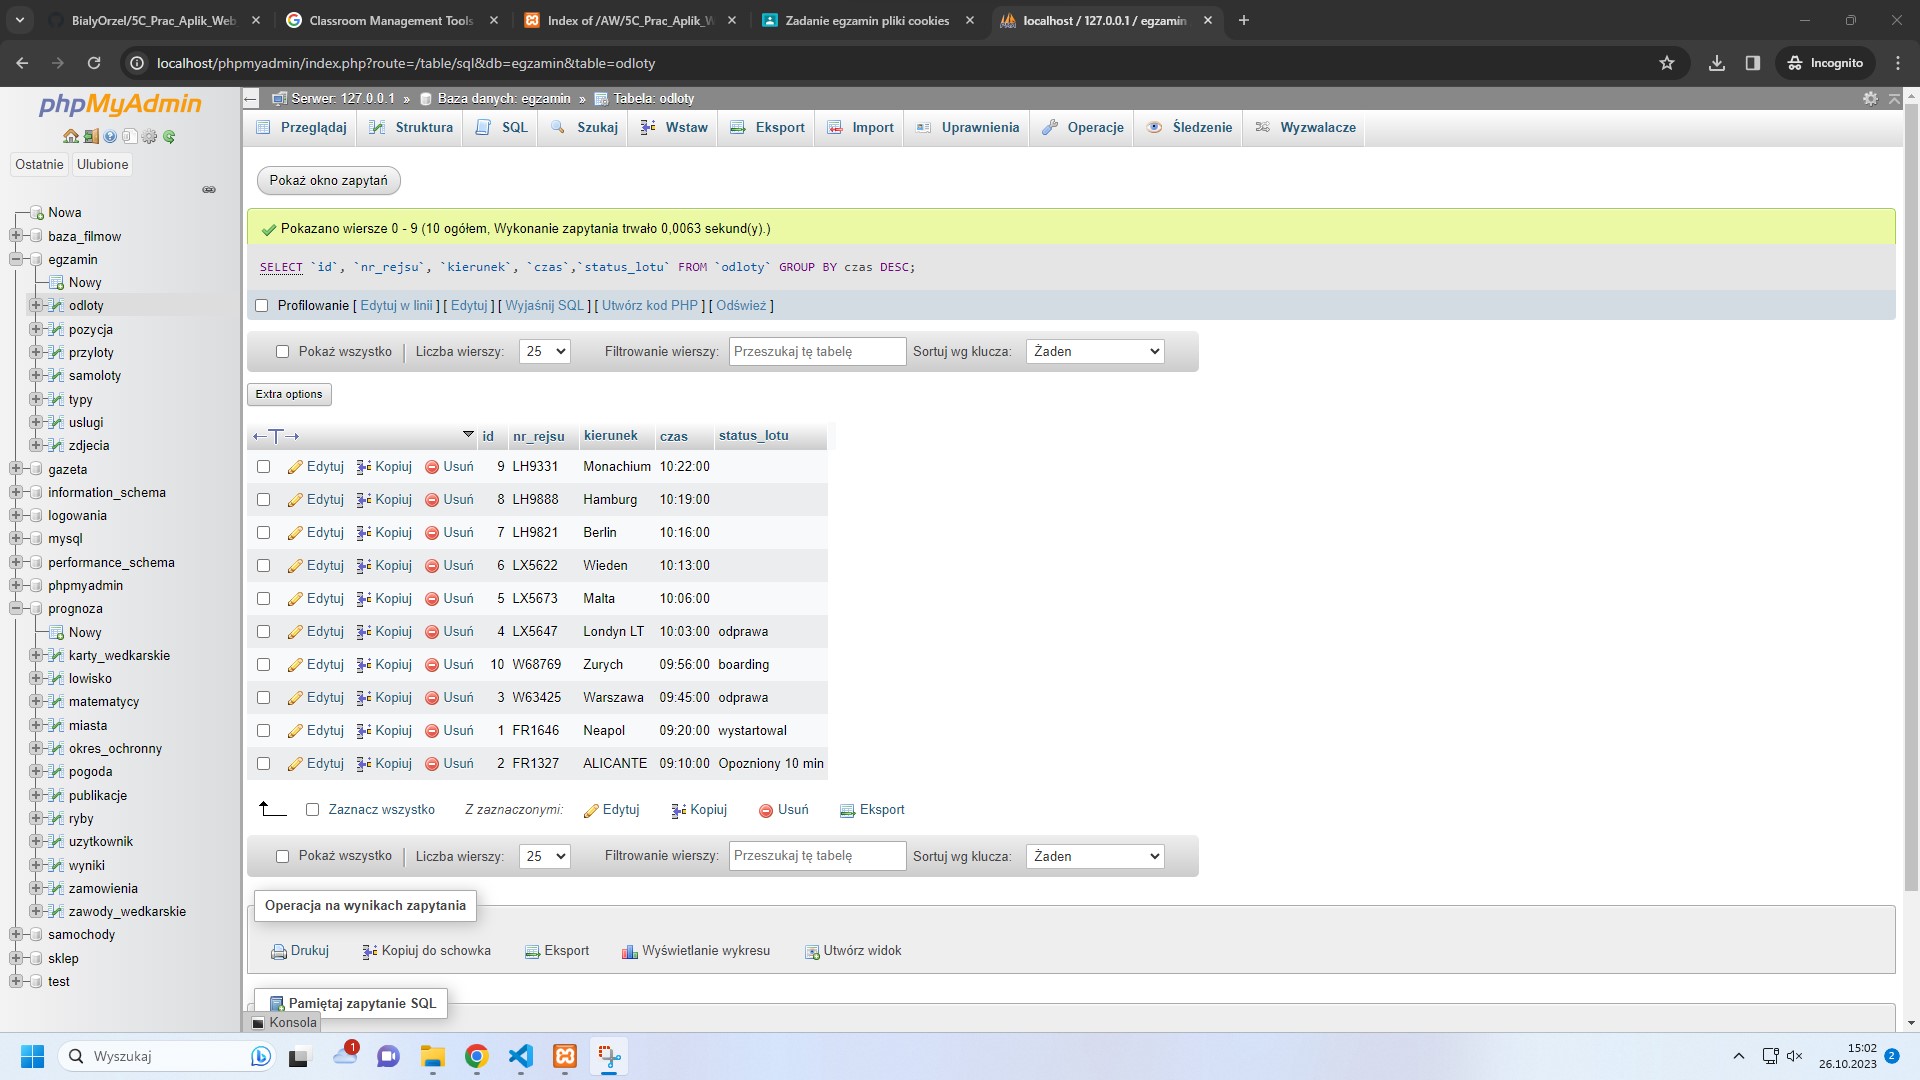 BialyOrzel/5C_Prac_Aplik_Web
Classroom Management Tools
Index of /AW/5C_Prac_Aplik_W
Zadanie egzamin pliki cookies
localhost / 127.0.0.1 / egzamin
localhost/phpmyadmin/index.php?route=/table/sql&db=egzamin&table=odloty
Incognito
phpMyAdmin
Ostatnie Ulubione
Nowa
baza_filmow
egzamin
Nowy
odloty
pozycja
przyloty
samoloty
typy
uslugi
zdjecia
gazeta
information_schema
logowania
mysql
performance_schema
phpmyadmin
prognoza
Nowy
karty_wedkarskie
lowisko
matematycy
miasta
okres_ochronny
pogoda
publikacje
ryby
uzytkownik
wyniki
zamowienia
zawody_wedkarskie
samochody
sklep
test
Serwer: 127.0.0.1 » Baza danych: egzamin » Tabela: odloty
Przeglądaj Struktura SQL Szukaj Wstaw Eksport Import Uprawnienia Operacje Śledzenie Wyzwalacze
Pokaż okno zapytań
Pokazano wiersze 0 - 9 (10 ogółem, Wykonanie zapytania trwało 0,0063 sekund(y).)
SELECT `id`, `nr_rejsu`, `kierunek`, `czas`,`status_lotu` FROM `odloty` GROUP BY czas DESC;
Profilowanie [ Edytuj w linii ] [ Edytuj ] [ Wyjaśnij SQL ] [ Utwórz kod PHP ] [ Odśwież ]
Pokaż wszystko | Liczba wierszy: 25 Filtrowanie wierszy: Przeszukaj tę tabelę Sortuj wg klucza: Żaden
Extra options
←T→ id nr_rejsu kierunek czas status_lotu
Edytuj Kopiuj Usuń 9 LH9331 Monachium 10:22:00
Edytuj Kopiuj Usuń 8 LH9888 Hamburg 10:19:00
Edytuj Kopiuj Usuń 7 LH9821 Berlin 10:16:00
Edytuj Kopiuj Usuń 6 LX5622 Wieden 10:13:00
Edytuj Kopiuj Usuń 5 LX5673 Malta 10:06:00
Edytuj Kopiuj Usuń 4 LX5647 Londyn LT 10:03:00 odprawa
Edytuj Kopiuj Usuń 10 W68769 Zurych 09:56:00 boarding
Edytuj Kopiuj Usuń 3 W63425 Warszawa 09:45:00 odprawa
Edytuj Kopiuj Usuń 1 FR1646 Neapol 09:20:00 wystartowal
Edytuj Kopiuj Usuń 2 FR1327 ALICANTE 09:10:00 Opozniony 10 min
Zaznacz wszystko Z zaznaczonymi: Edytuj Kopiuj Usuń Eksport
Pokaż wszystko | Liczba wierszy: 25 Filtrowanie wierszy: Przeszukaj tę tabelę Sortuj wg klucza: Żaden
Operacja na wynikach zapytania
Drukuj Kopiuj do schowka Eksport Wyświetlanie wykresu Utwórz widok
Pamiętaj zapytanie SQL
Konsola
Wyszukaj
1
15:02
26.10.2023
2